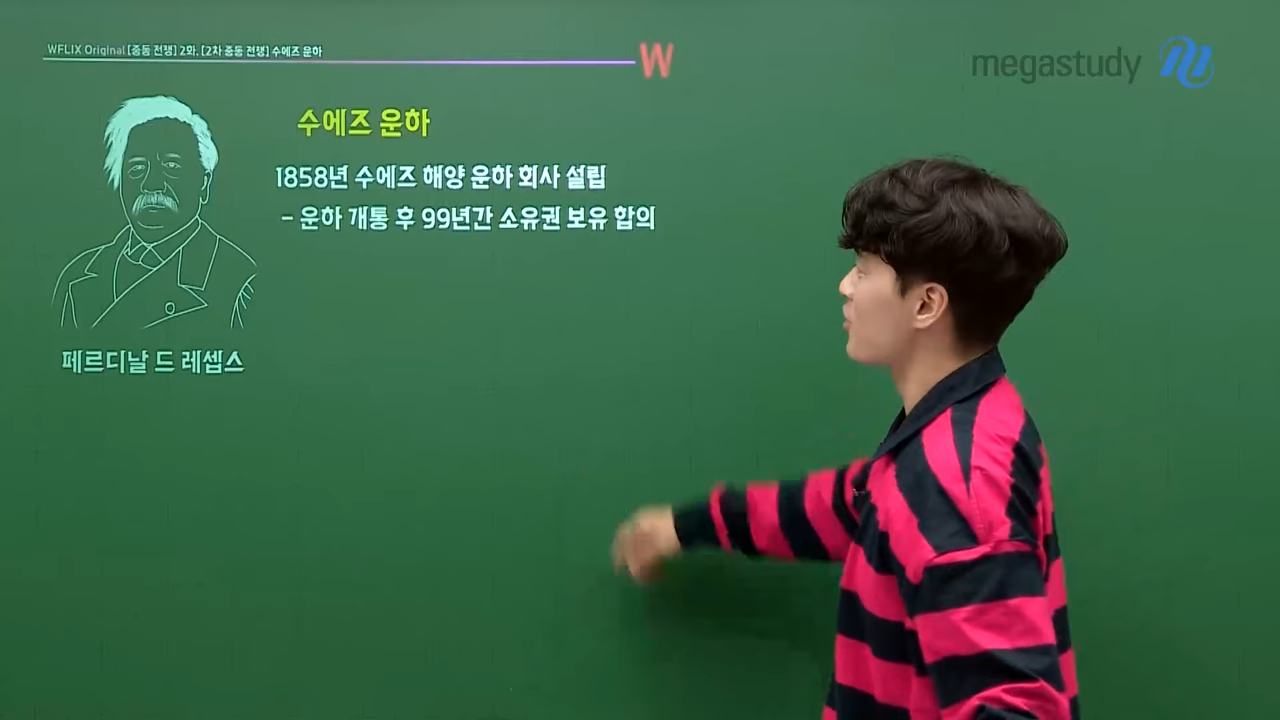 WFLIX Original [중동 전쟁] 2화. [2차 중동 전쟁] 수에즈 운하
W
megastudy
수에즈 운하
1858년 수에즈 해양 운하 회사 설립
- 운하 개통 후 99년간 소유권 보유 합의
페르디날 드 레셉스